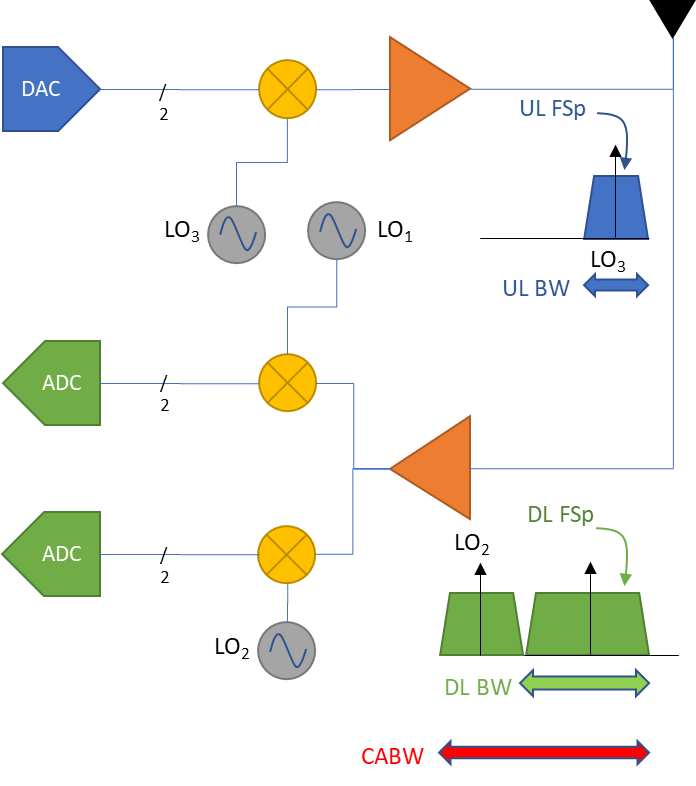 DAC
/
2
UL FSp
LO₃
LO₁
LO₃
UL BW
ADC
/
2
DL FSp
LO₂
ADC
/
2
LO₂
DL BW
CABW